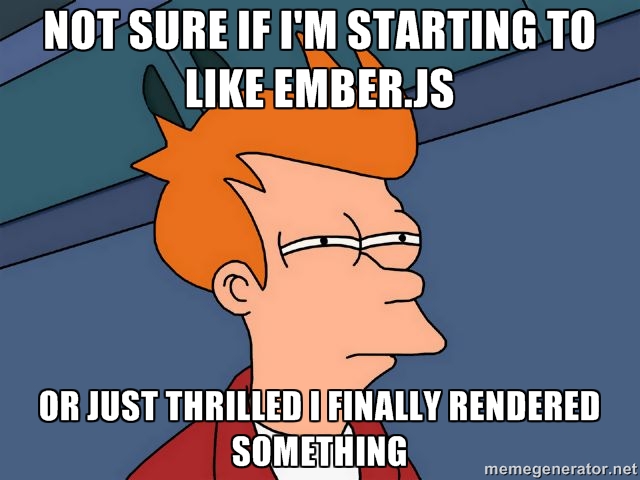 NOT SURE IF I'M STARTING TO
LIKE EMBER.JS
OR JUST THRILLED I FINALLY RENDERED
SOMETHING
memegenerator.net